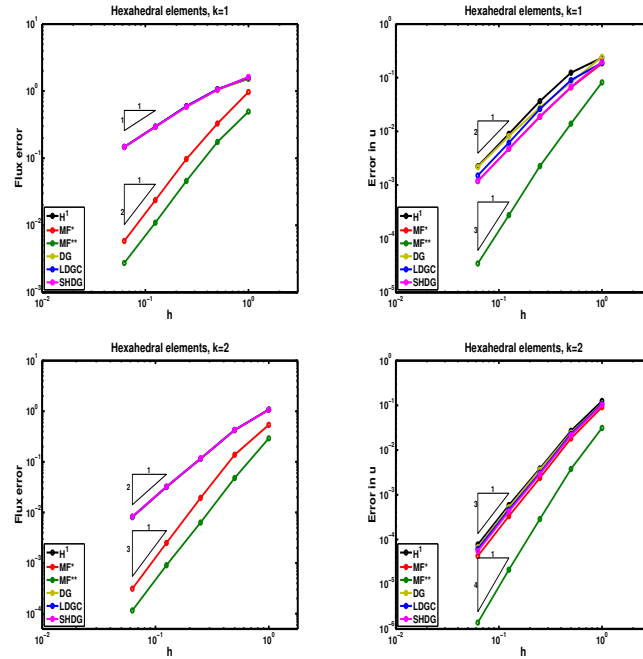 Hexahedral elements, k=1
Flux error
10^1
10^0
10^-1
10^-2
10^-3
1
1
1
2
H^1
MF*
MF**
DG
LDGC
SHDG
10^-2
10^-1
10^0
h
Hexahedral elements, k=1
Error in u
10^0
10^-1
10^-2
10^-3
10^-4
10^-5
1
2
1
3
H^1
MF*
MF**
DG
LDGC
SHDG
10^-2
10^-1
10^0
h
Hexahedral elements, k=2
Flux error
10^1
10^0
10^-1
10^-2
10^-3
10^-4
1
2
1
3
H^1
MF*
MF**
DG
LDGC
SHDG
10^-2
10^-1
10^0
h
Hexahedral elements, k=2
Error in u
10^0
10^-1
10^-2
10^-3
10^-4
10^-5
10^-6
1
3
1
4
H^1
MF*
MF**
DG
LDGC
SHDG
10^-2
10^-1
10^0
h